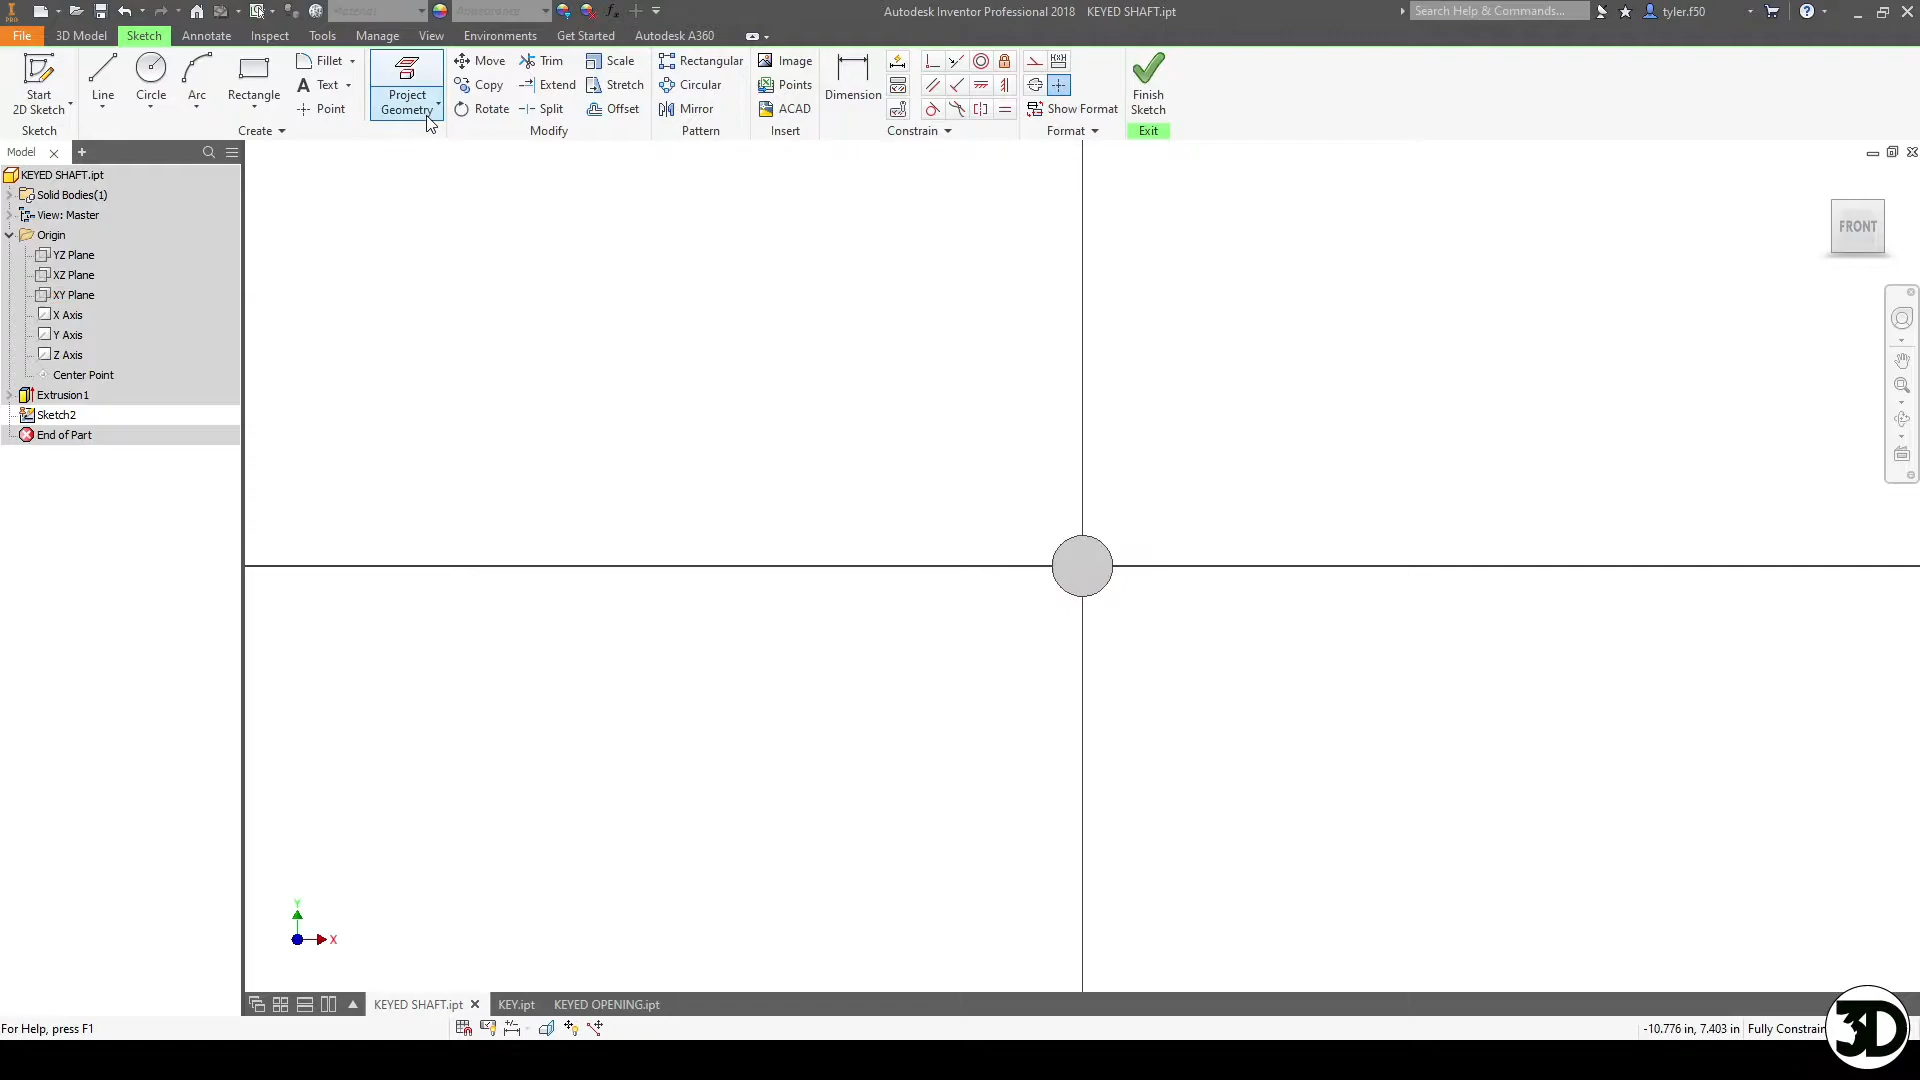 Autodesk Inventor Professional 2018 KEYED SHAFT.ipt
Search Help & Commands...
tyler.f50
File 3D Model Sketch Annotate Inspect Tools Manage View Environments Get Started Autodesk A360
PRO
Start
2D Sketch
Line
Circle
Arc
Rectangle
Fillet
Text
Point
Project
Geometry
Move
Copy
Rotate
Trim
Extend
Split
Scale
Stretch
Offset
Rectangular
Circular
Mirror
Image
Points
ACAD
Dimension
Show Format
Finish
Sketch
Sketch Create Modify Pattern Insert Constrain Format Exit
Model
KEYED SHAFT.ipt
Solid Bodies(1)
View: Master
Origin
YZ Plane
XZ Plane
XY Plane
X Axis
Y Axis
Z Axis
Center Point
Extrusion1
Sketch2
End of Part
FRONT
Y
X
KEYED SHAFT.ipt KEY.ipt KEYED OPENING.ipt
For Help, press F1
-10.776 in, 7.403 in Fully Constrain
3D